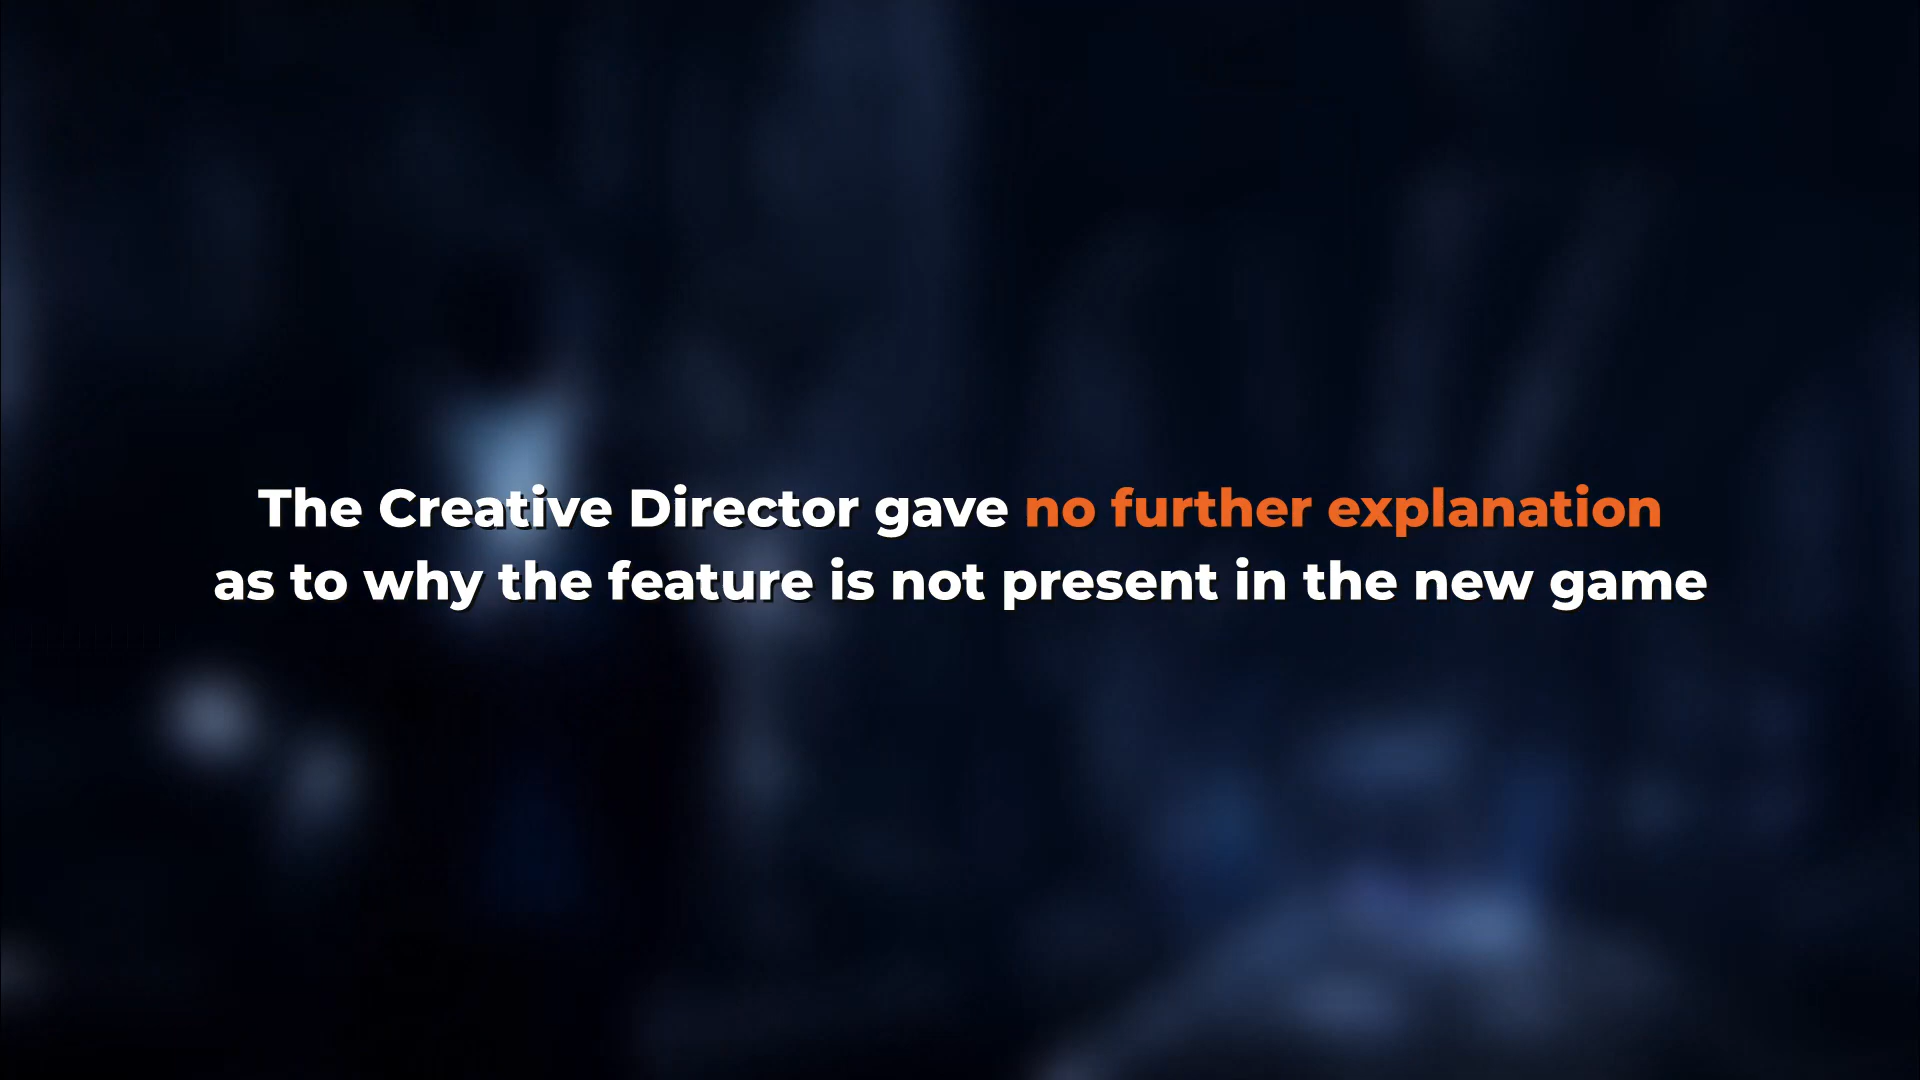 The Creative Director gave no further explanation
as to why the feature is not present in the new game